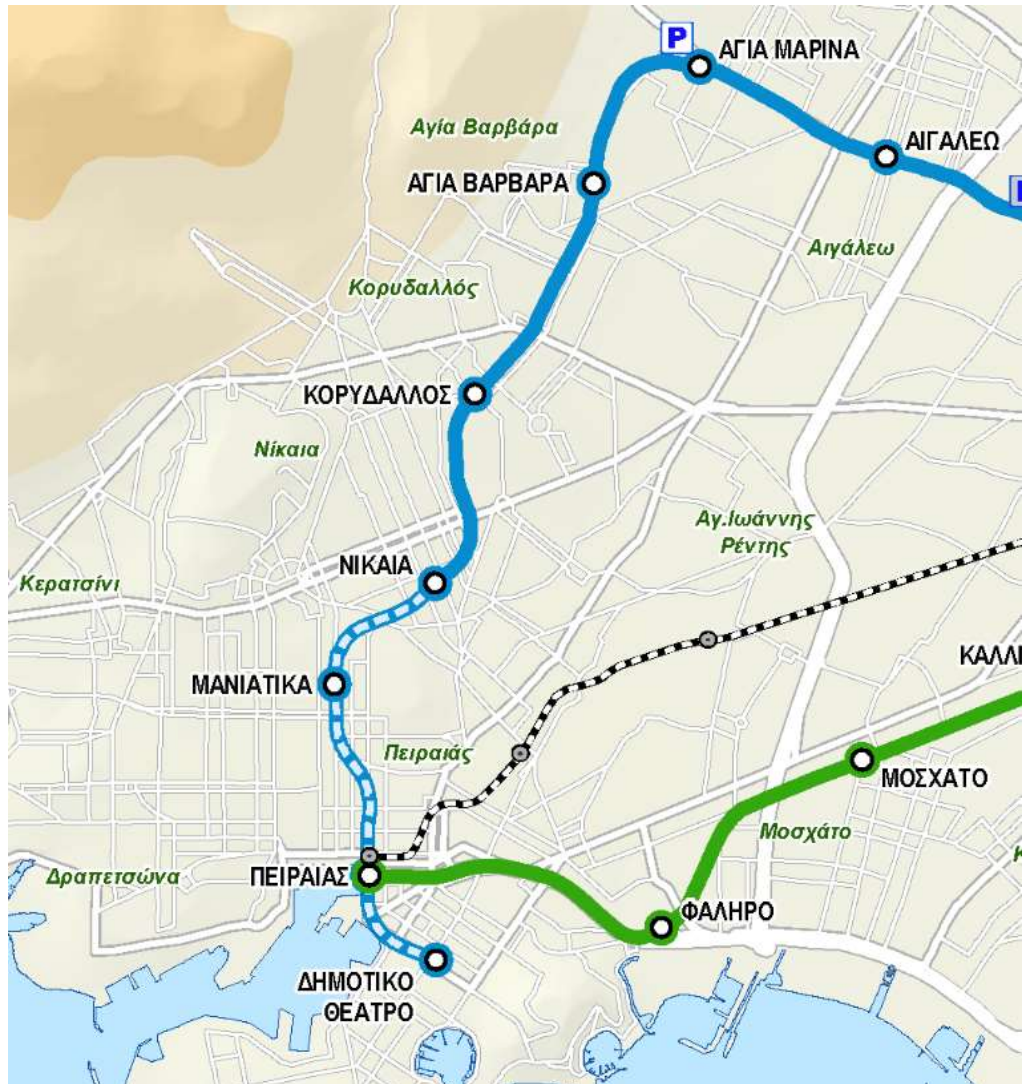 P
ΑΓΙΑ ΜΑΡΙΝΑ
Αγία Βαρβάρα
ΑΙΓΑΛΕΩ
ΑΓΙΑ ΒΑΡΒΑΡΑ
Αιγάλεω
Κορυδαλλός
ΚΟΡΥΔΑΛΛΟΣ
Νίκαια
Αγ.Ιωάννης
Ρέντης
ΝΙΚΑΙΑ
Κερατσίνι
ΚΑΛΛΙ
ΜΑΝΙΑΤΙΚΑ
Πειραιάς
ΜΟΣΧΑΤΟ
Μοσχάτο
Δραπετσώνα
ΠΕΙΡΑΙΑΣ
ΦΑΛΗΡΟ
ΔΗΜΟΤΙΚΟ
ΘΕΑΤΡΟ